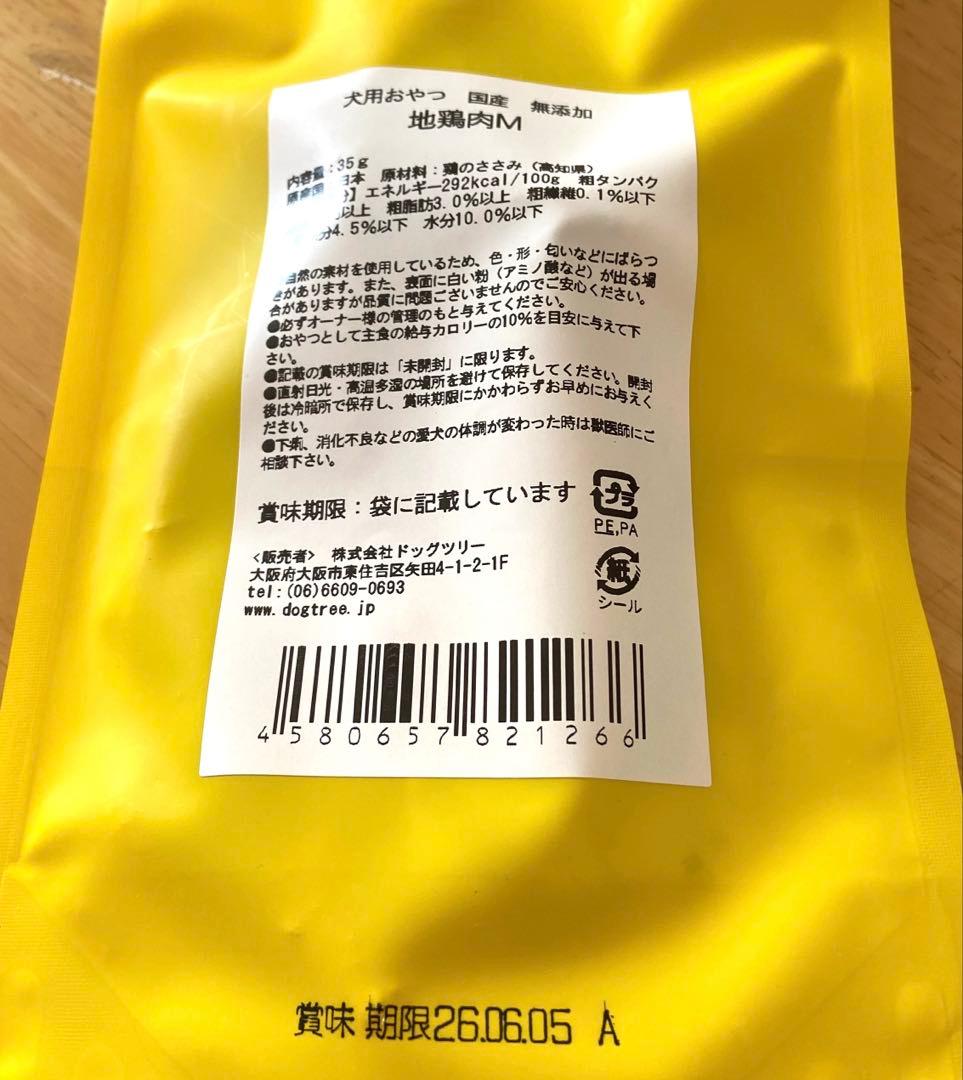 犬用おやつ 国産 無添加
地鶏肉M
内容量:35g
日本 原材料:鶏のささみ(高知県)
】エネルギー292kcal/100g 粗タンパク
以上 粗脂肪3.0%以上 粗繊維0.1%以下
分4.5%以下 水分10.0%以下
自然の素材を使用しているため、色・形・匂いなどにばらつ
きがあります。また、表面に白い粉(アミノ酸など)が出る場
合がありますが品質に問題ございませんのでご安心ください。
●必ずオーナー様の管理のもと与えてください。
●おやつとして主食の給与カロリーの10%を目安に与えて下
さい。
●記載の賞味期限は「未開封」に限ります。
●直射日光・高温多湿の場所を避けて保存してください。開封
後は冷暗所で保存し、賞味期限にかかわらずお早めにお与えく
ださい。
●下痢、消化不良などの愛犬の体調が変わった時は獣医師にご
相談下さい。
賞味期限:袋に記載しています
プラ
PE,PA
<販売者> 株式会社ドッグツリー
大阪府大阪市東住吉区矢田4-1-2-1F
tel:(06)6609-0693
www.dogtree.jp
紙
シール
4580657821266
賞味期限26.06.05 A